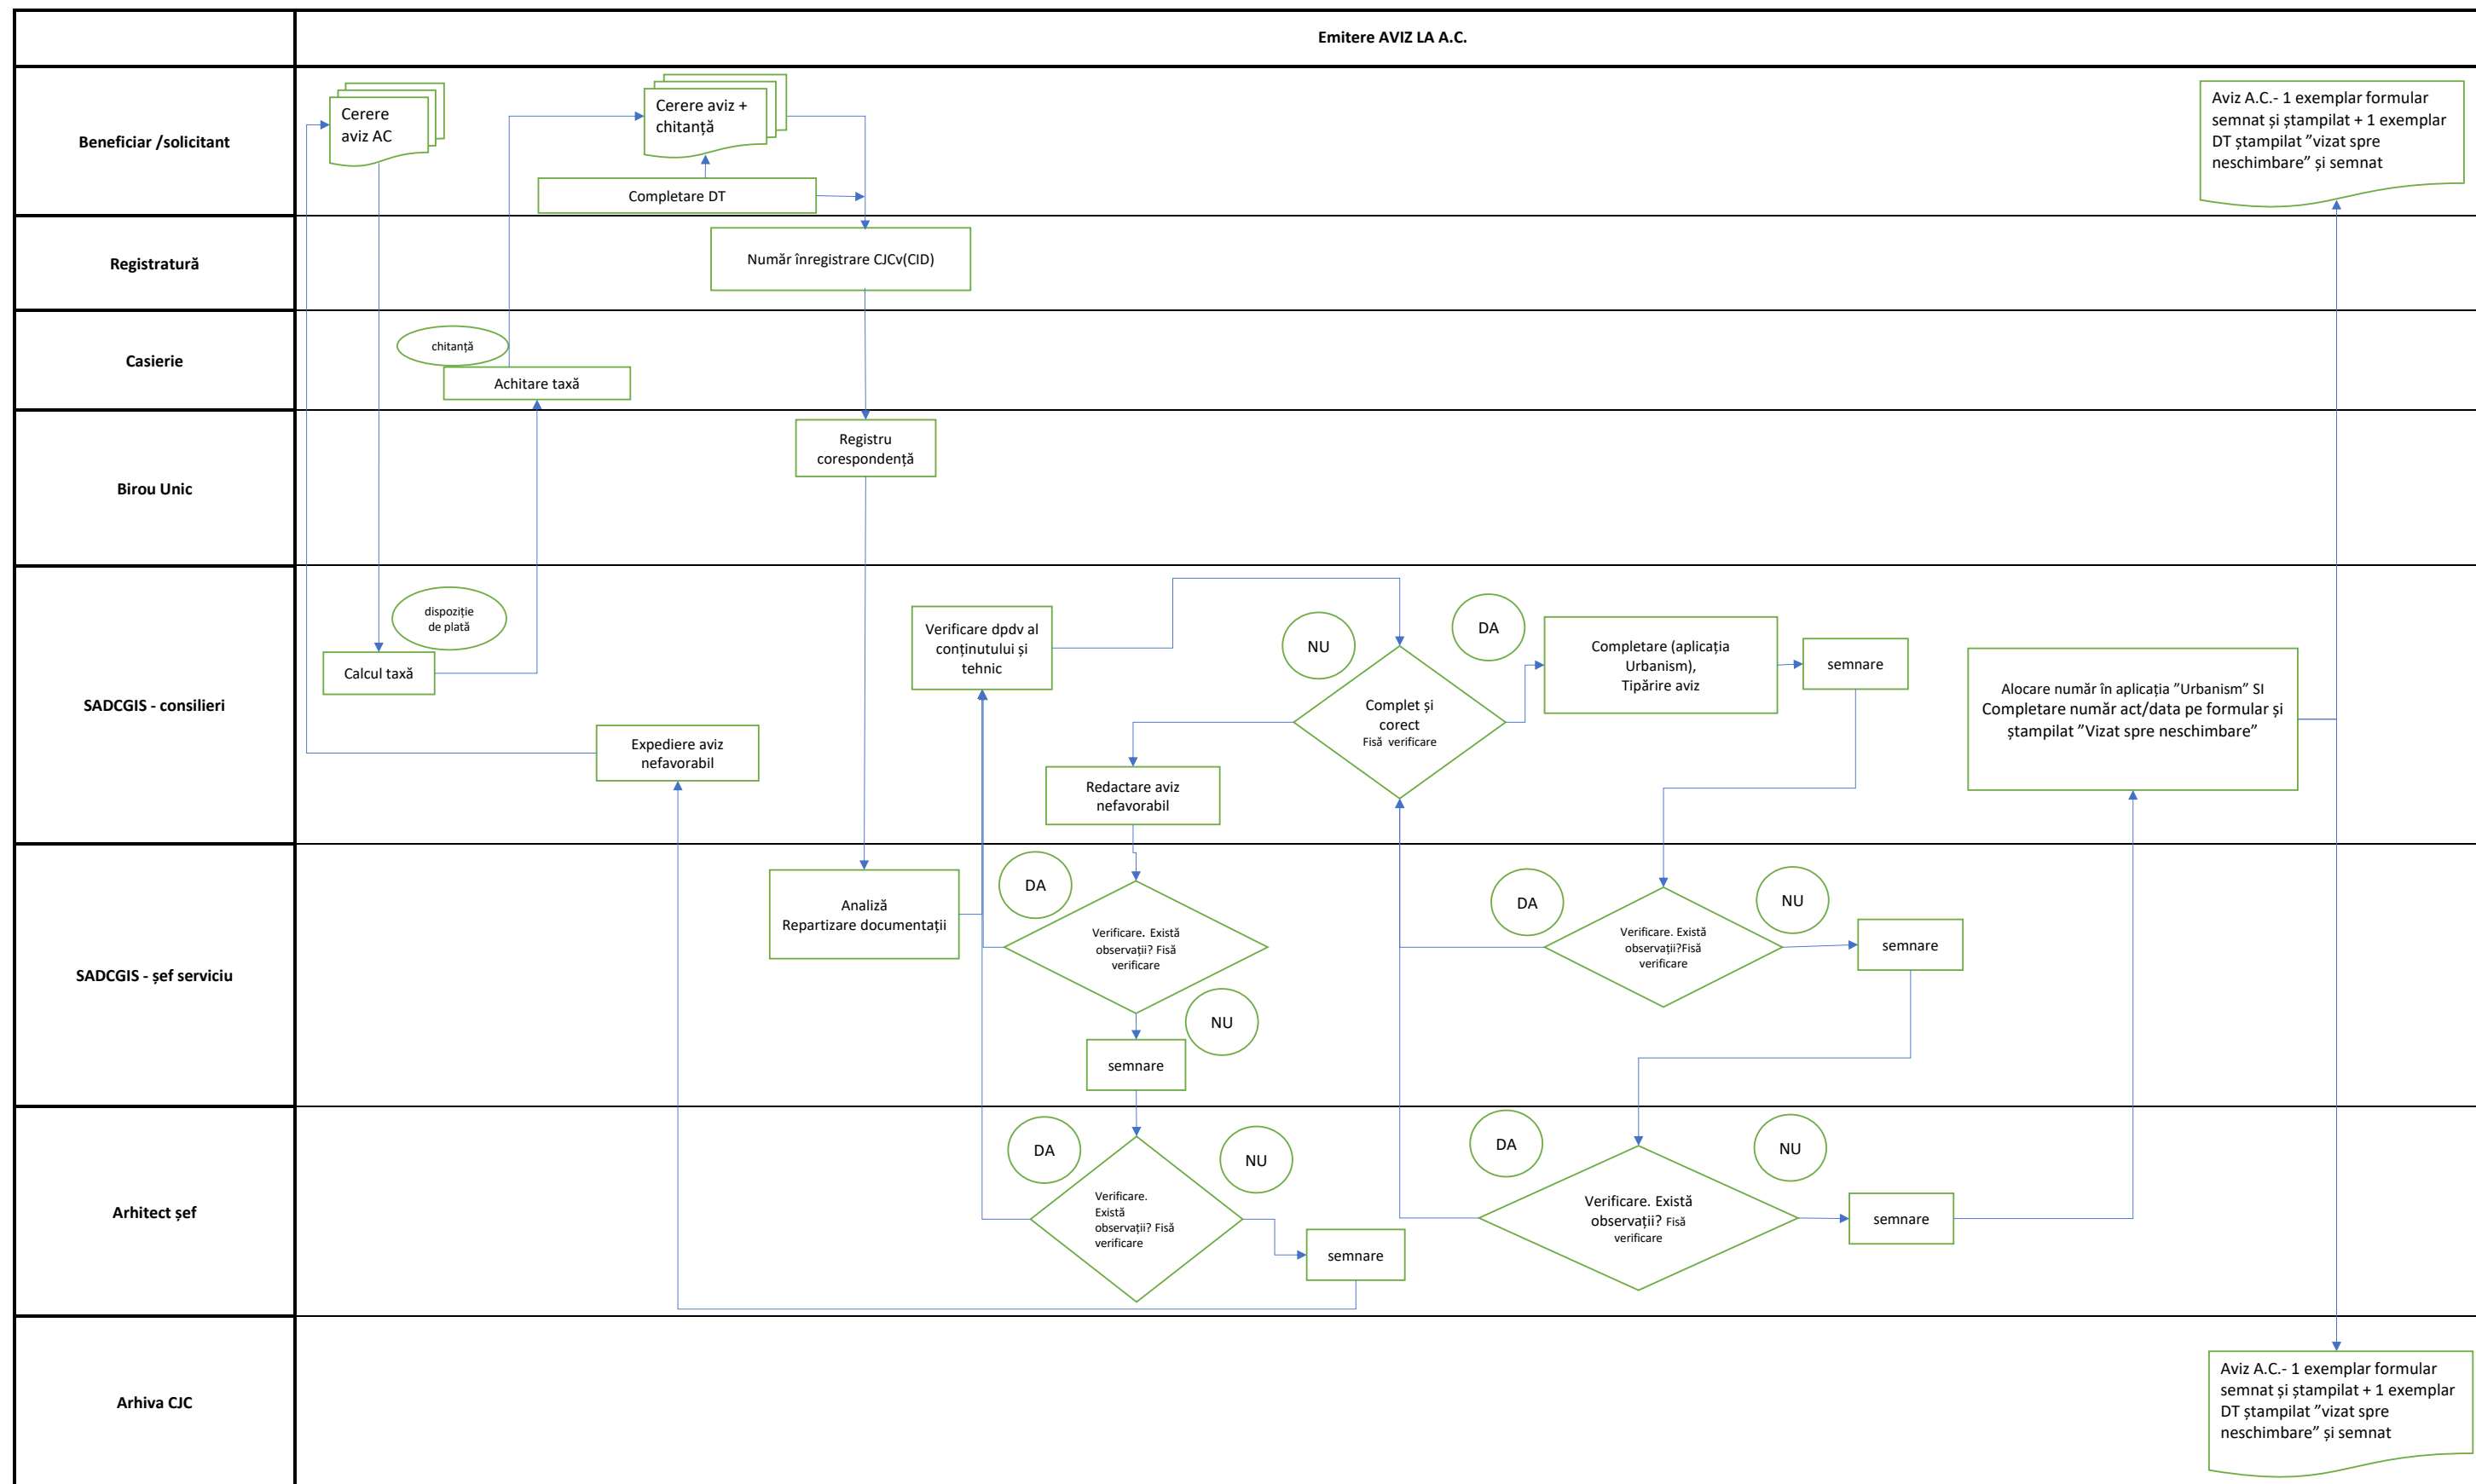 Emitere AVIZ LA A.C.
Beneficiar /solicitant
Cerere
aviz AC
Cerere aviz +
chitanță
Completare DT
Aviz A.C.- 1 exemplar formular
semnat și ștampilat + 1 exemplar
DT ștampilat ”vizat spre
neschimbare” și semnat
Registratură
Număr înregistrare CJCv(CID)
Casierie
chitanță
Achitare taxă
Birou Unic
Registru
corespondență
SADCGIS - consilieri
dispoziție
de plată
Calcul taxă
Expediere aviz
nefavorabil
Verificare dpdv al
conținutului și
tehnic
NU
DA
Complet și
corect
Fisă verificare
Redactare aviz
nefavorabil
Completare (aplicația
Urbanism),
Tipărire aviz
semnare
Alocare număr în aplicația ”Urbanism” SI
Completare număr act/data pe formular și
ștampilat ”Vizat spre neschimbare”
SADCGIS - șef serviciu
Analiză
Repartizare documentații
DA
Verificare. Există
observații? Fisă
verificare
NU
semnare
DA
Verificare. Există
observații?Fisă
verificare
NU
semnare
Arhitect șef
DA
Verificare.
Există
observații? Fisă
verificare
NU
semnare
DA
Verificare. Există
observații? Fisă
verificare
NU
semnare
Arhiva CJC
Aviz A.C.- 1 exemplar formular
semnat și ștampilat + 1 exemplar
DT ștampilat ”vizat spre
neschimbare” și semnat